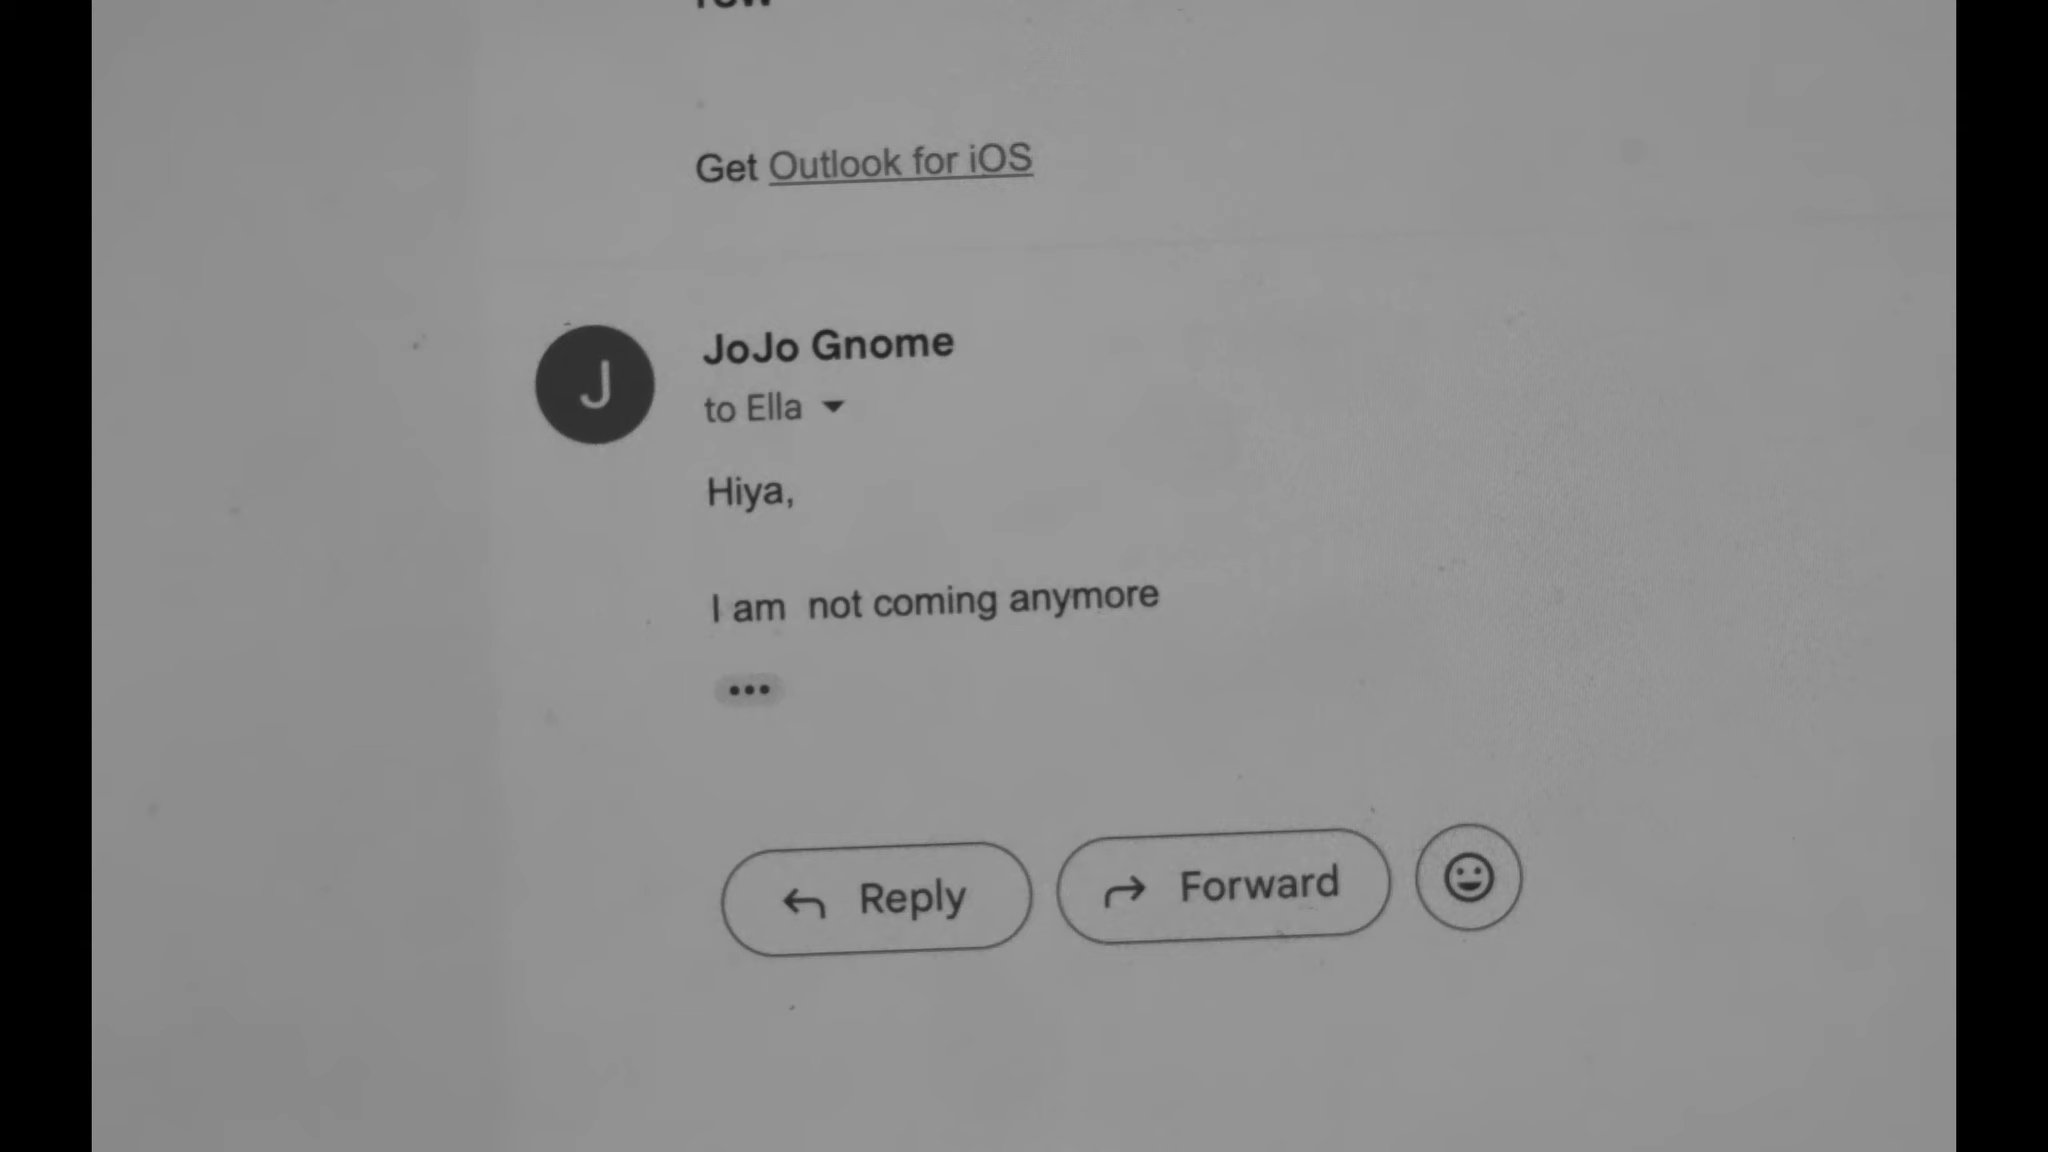 Get Outlook for iOS
JoJo Gnome
J
to Ella
Hiya,
I am  not coming anymore
Reply
Forward